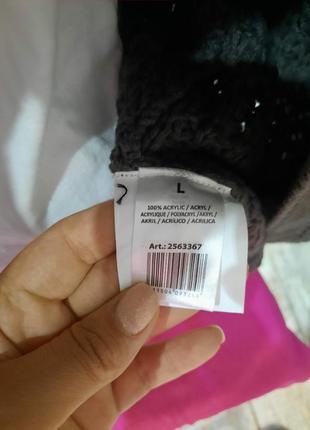 L
100% ACRYLIC / ACRYL /
ACRYLIQUE / POLIACRYL / AKRYL /
AKRIL / ACRILICO / ACRILICA
Art.: 2563367